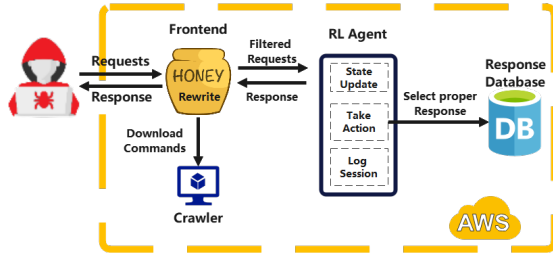 Frontend
RL Agent
Requests
Response
HONEY
Rewrite
Filtered
Requests
Response
State
Update
Take
Action
Log
Session
Select proper
Response
Response
Database
DB
Download
Commands
Crawler
AWS